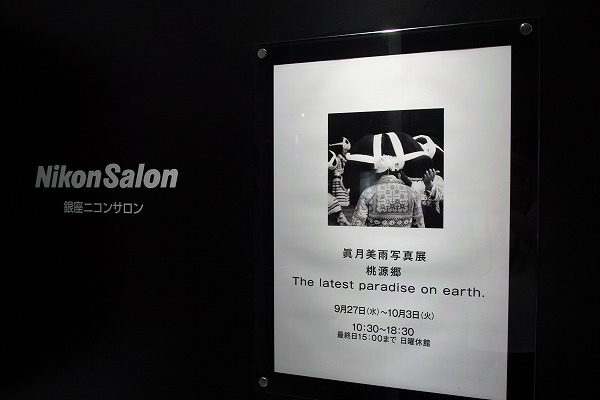 Nikon Salon
銀座ニコンサロン
眞月美雨写真展
桃源郷
The latest paradise on earth.
9月27日(水)〜10月3日(火)
10:30〜18:30
最終日15:00まで 日曜休館